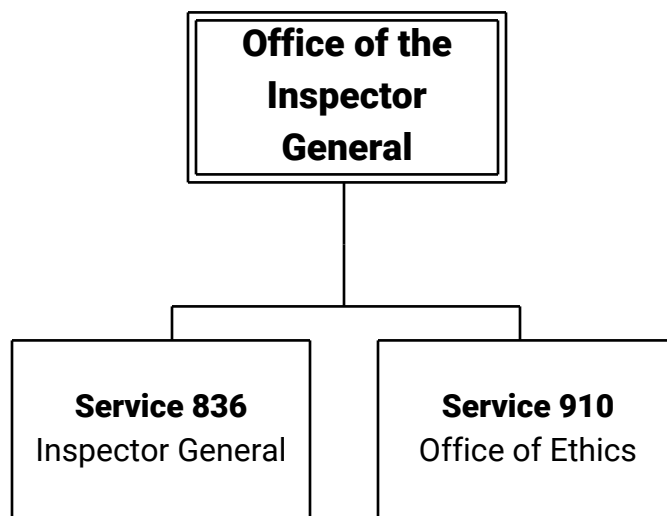 Office of the
Inspector
General
Service 836
Inspector General
Service 910
Office of Ethics